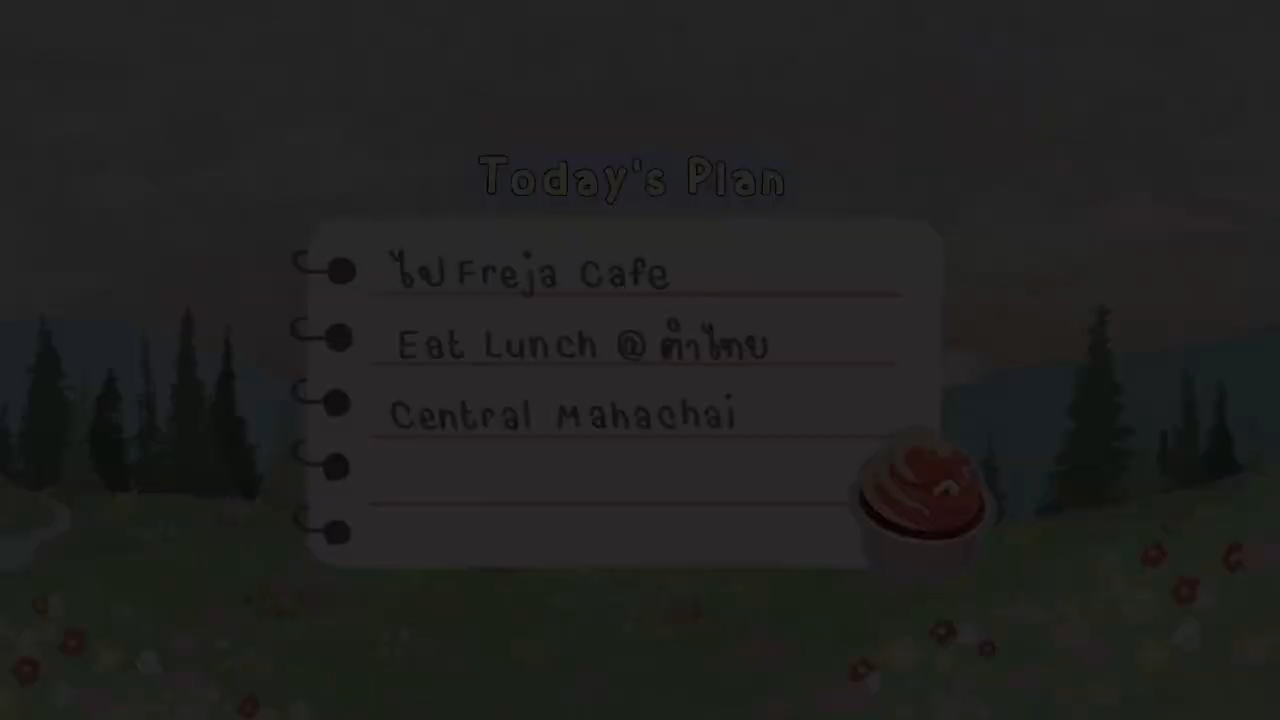 Today's Plan
ไป Freja Cafe
Eat Lunch @ ตำไทย
Central Mahachai